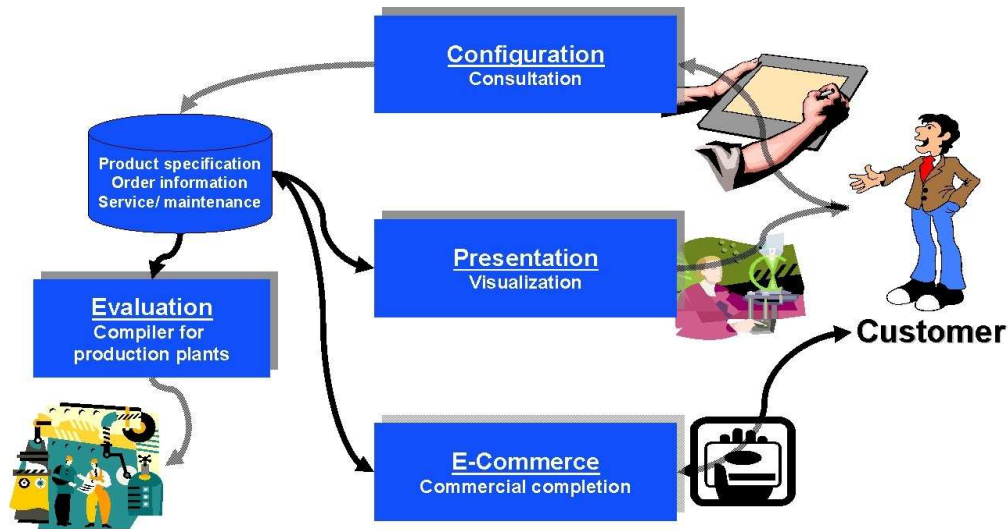 Configuration
Consultation
Product specification
Order information
Service/ maintenance
Presentation
Visualization
Evaluation
Compiler for
production plants
Customer
E-Commerce
Commercial completion